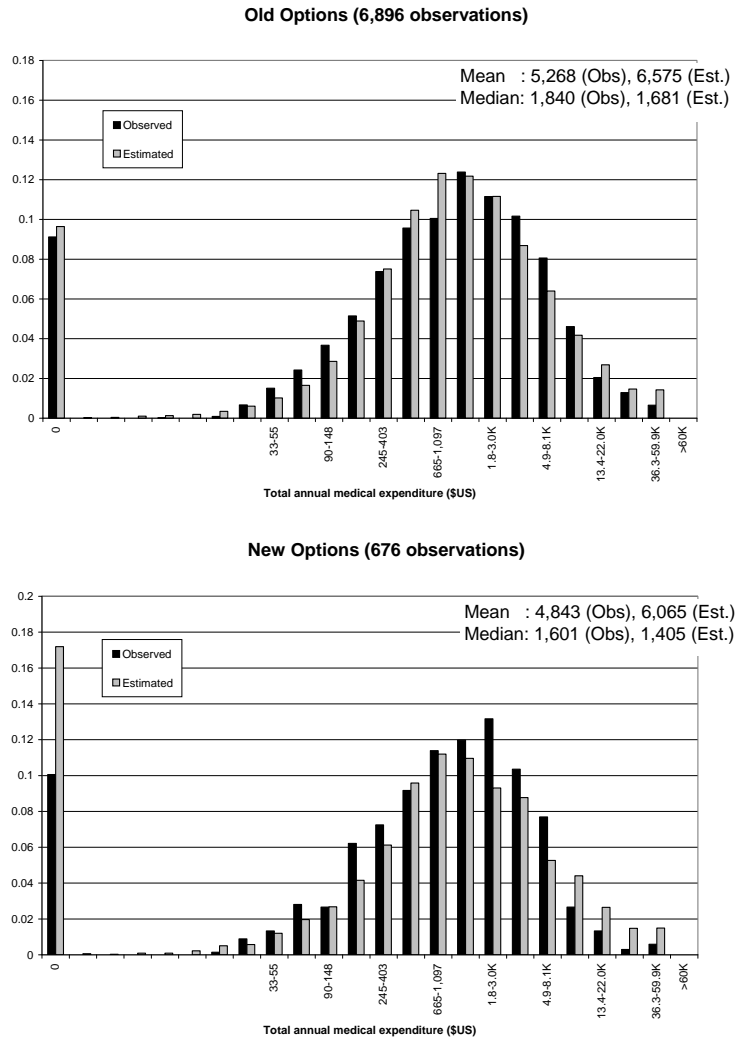 Old Options (6,896 observations)
0.18
0.16
0.14
0.12
0.1
0.08
0.06
0.04
0.02
0
Mean : 5,268 (Obs), 6,575 (Est.)
Median: 1,840 (Obs), 1,681 (Est.)
Observed
Estimated
0
33-55
90-148
245-403
665-1,097
1.8-3.0K
4.9-8.1K
13.4-22.0K
36.3-59.9K
>60K
Total annual medical expenditure ($US)
New Options (676 observations)
0.2
0.18
0.16
0.14
0.12
0.1
0.08
0.06
0.04
0.02
0
Mean : 4,843 (Obs), 6,065 (Est.)
Median: 1,601 (Obs), 1,405 (Est.)
Observed
Estimated
0
33-55
90-148
245-403
665-1,097
1.8-3.0K
4.9-8.1K
13.4-22.0K
36.3-59.9K
>60K
Total annual medical expenditure ($US)